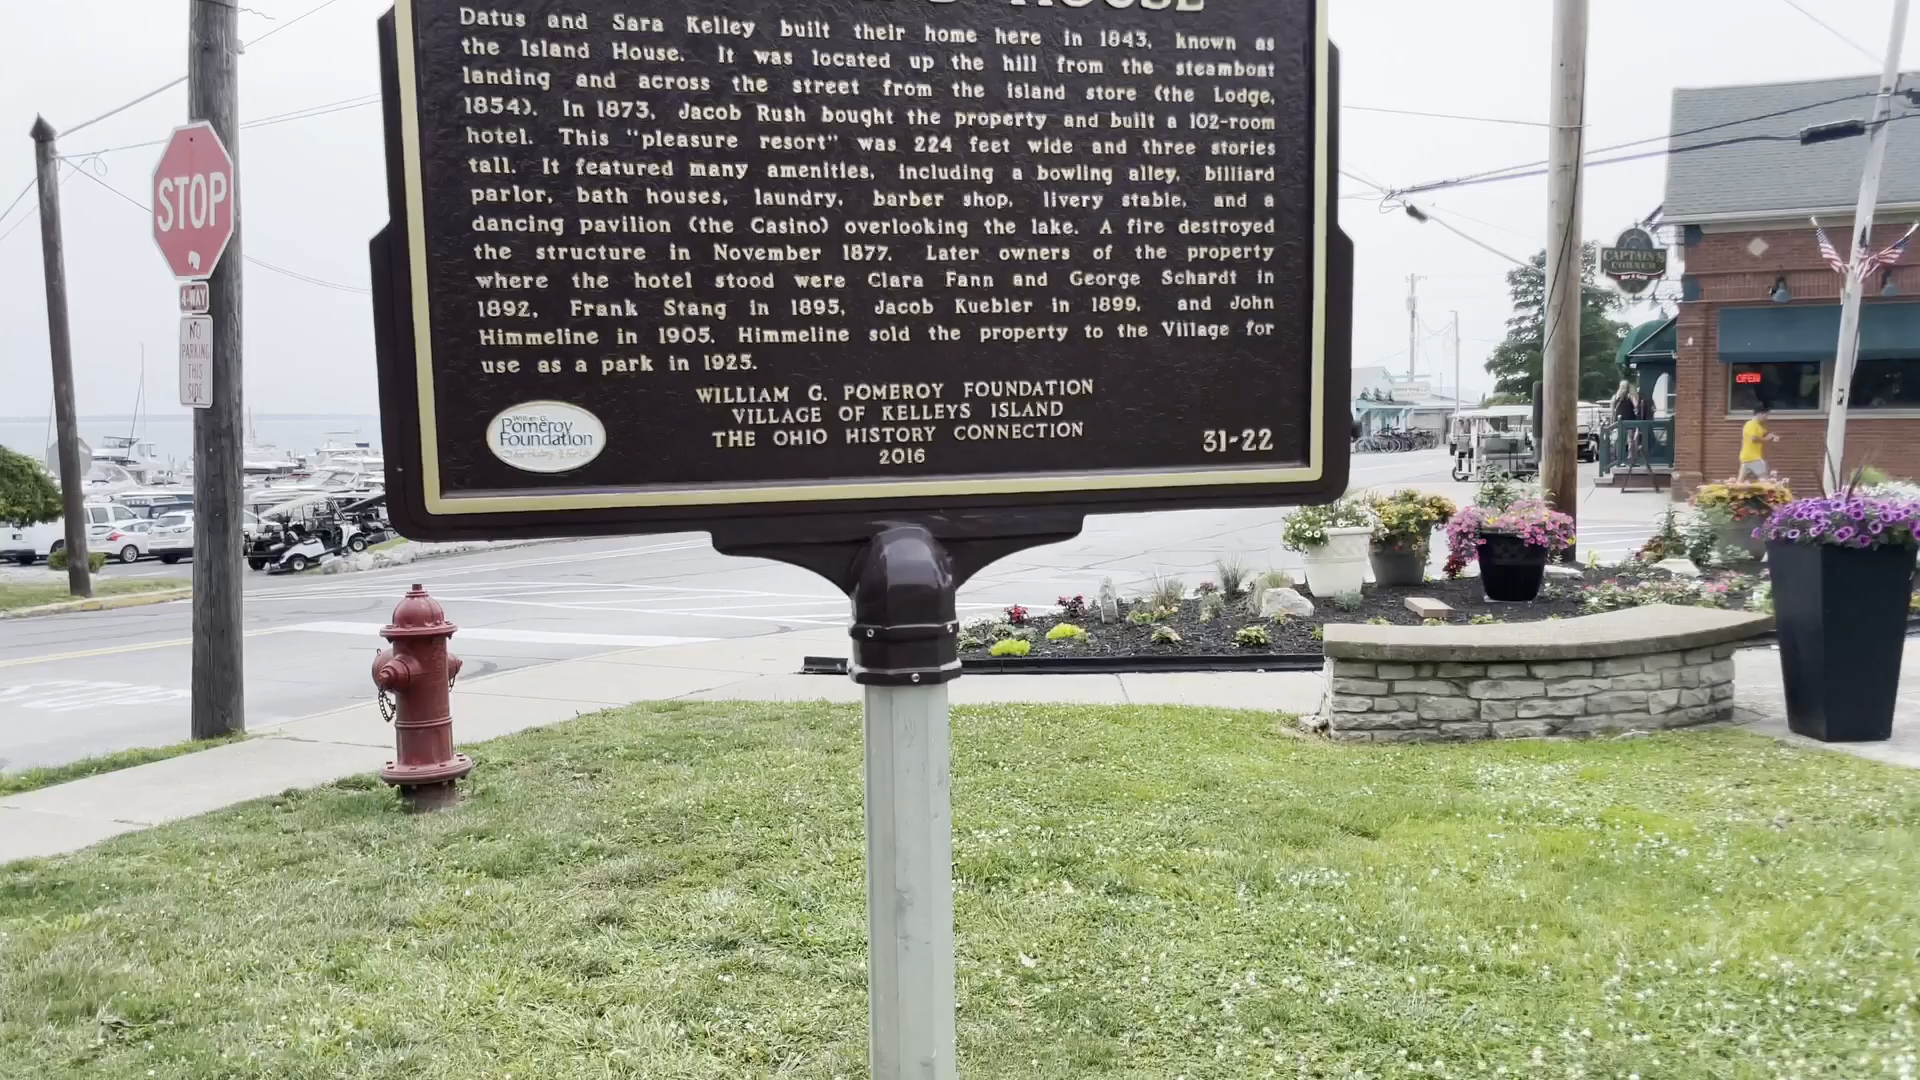 HOUSE
Datus and Sara Kelley built their home here in 1843, known as
the Island House. It was located up the hill from the steamboat
landing and across the street from the island store (the Lodge,
1854). In 1873, Jacob Rush bought the property and built a 102-room
hotel. This "pleasure resort" was 224 feet wide and three stories
tall. It featured many amenities, including a bowling alley, billiard
parlor, bath houses, laundry, barber shop, livery stable, and a
dancing pavilion (the Casino) overlooking the lake. A fire destroyed
the structure in November 1877. Later owners of the property
where the hotel stood were Clara Fann and George Schardt in
1892, Frank Stang in 1895, Jacob Kuebler in 1899, and John
Himmeline in 1905. Himmeline sold the property to the Village for
use as a park in 1925.
WILLIAM G. POMEROY FOUNDATION
VILLAGE OF KELLEYS ISLAND
THE OHIO HISTORY CONNECTION
2016
31-22
William G.
Pomeroy
Foundation
STOP
4-WAY
NO
PARKING
THIS
SIDE
CAPTAIN'S
CORNER
OPEN